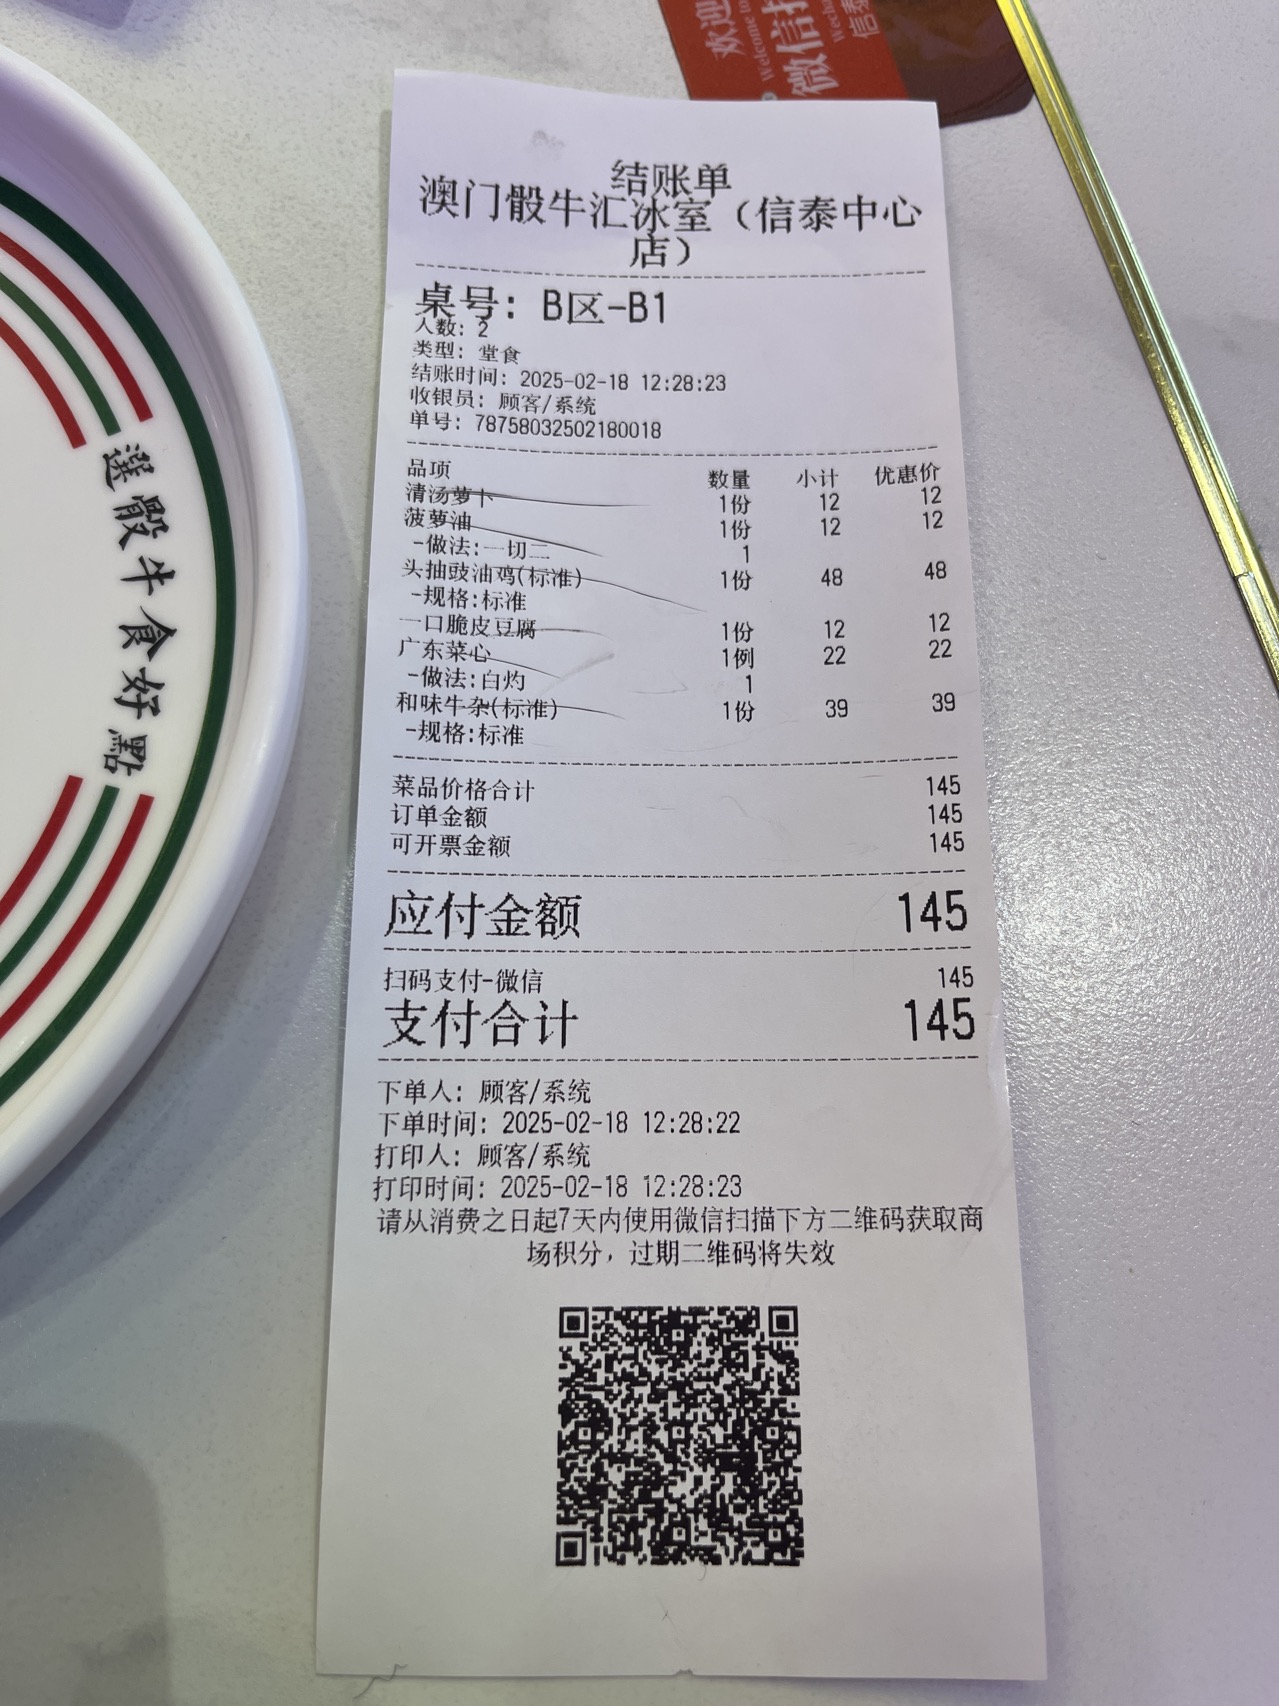 欢迎
Welcome to
微信扫
Wecha
信泰
结账单
澳门骰牛汇冰室（信泰中心
店）
桌号：B区-B1
人数：2
类型：堂食
结账时间：2025-02-18 12:28:23
收银员：顾客/系统
单号：78758032502180018
品项 数量 小计 优惠价
清汤萝卜 1份 12 12
菠萝油 1份 12 12
-做法:一切二 1
头抽豉油鸡(标准) 1份 48 48
-规格:标准
一口脆皮豆腐 1份 12 12
广东菜心 1例 22 22
-做法:白灼 1
和味牛杂(标准) 1份 39 39
-规格:标准
菜品价格合计 145
订单金额 145
可开票金额 145
应付金额 145
扫码支付-微信 145
支付合计 145
下单人：顾客/系统
下单时间：2025-02-18 12:28:22
打印人：顾客/系统
打印时间：2025-02-18 12:28:23
请从消费之日起7天内使用微信扫描下方二维码获取商
场积分，过期二维码将失效
選骰牛食好點